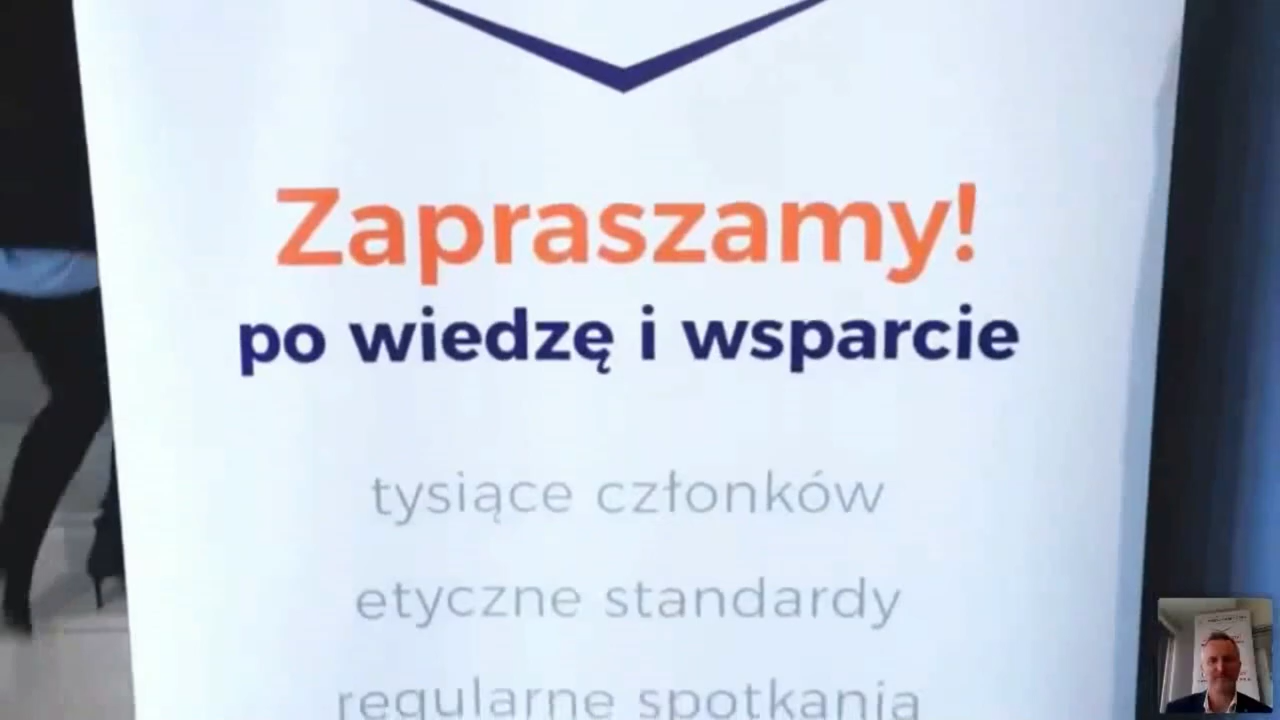 Zapraszamy!
po wiedzę i wsparcie
tysiące członków
etyczne standardy
regularne spotkania